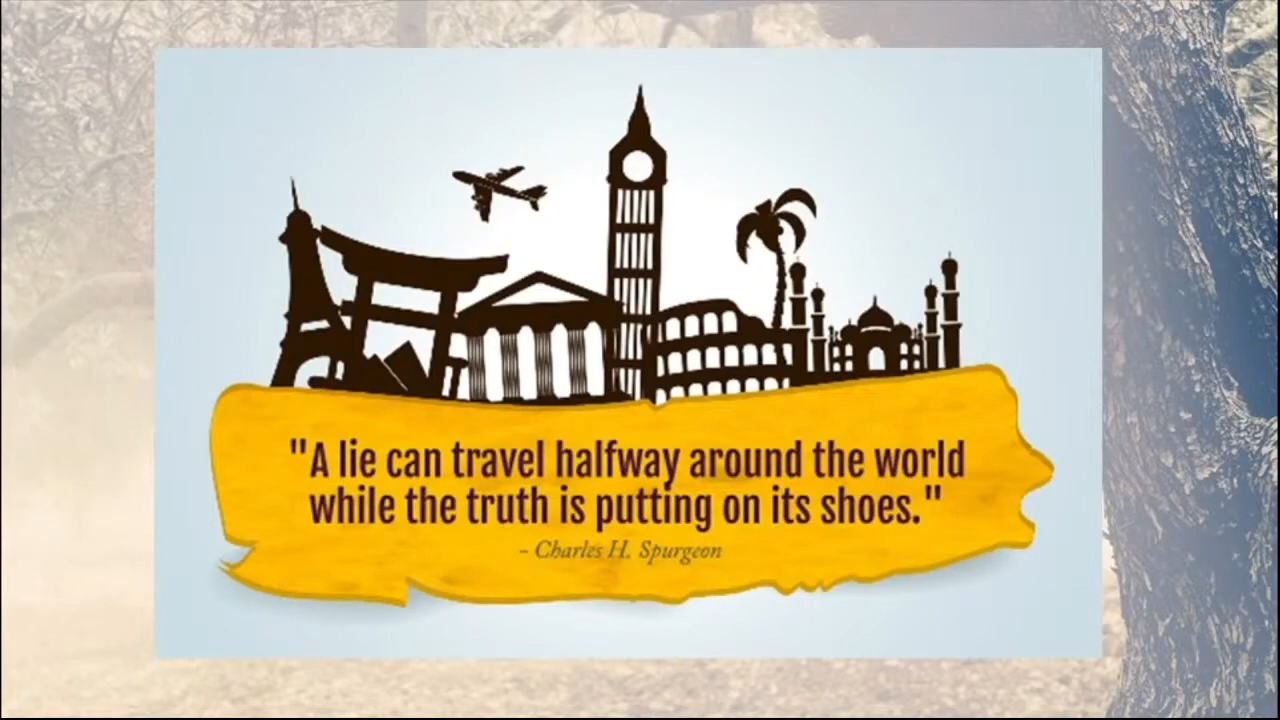 "A lie can travel halfway around the world
while the truth is putting on its shoes."
- Charles H. Spurgeon